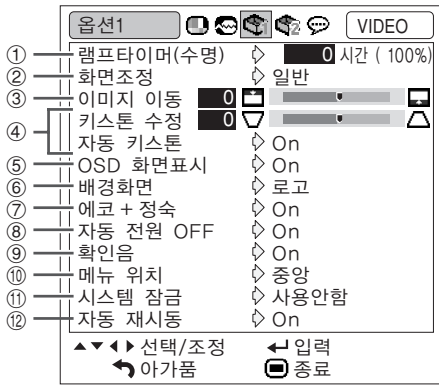 옵션1 VIDEO
① 램프타이머(수명) 0 시간 ( 100%)
② 화면조정 일반
③ 이미지 이동 0
④ 키스톤 수정 0
자동 키스톤 On
⑤ OSD 화면표시 On
⑥ 배경화면 로고
⑦ 에코 + 정숙 On
⑧ 자동 전원 OFF On
⑨ 확인음 On
⑩ 메뉴 위치 중앙
⑪ 시스템 잠금 사용안함
⑫ 자동 재시동 On
선택/조정 입력
아가품 종료